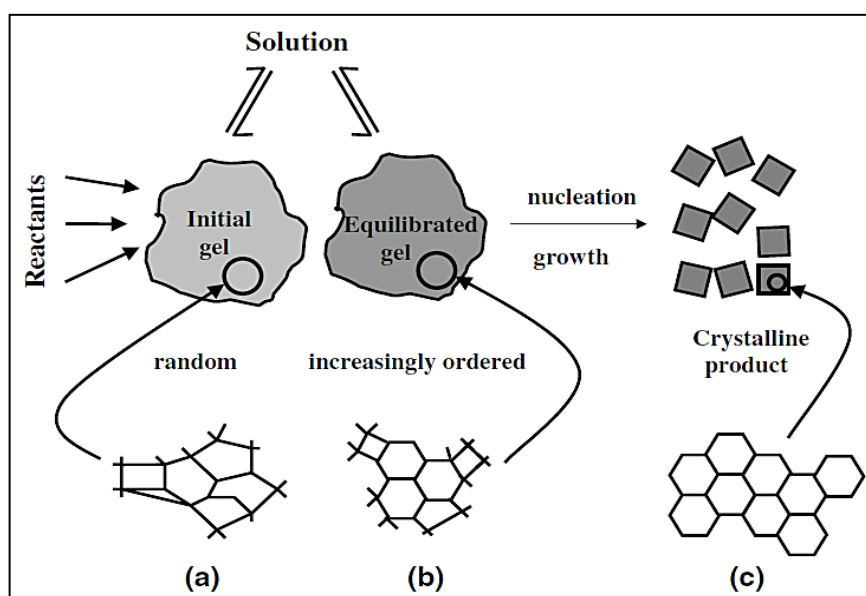 Solution
Reactants
Initial
gel
Equilibrated
gel
nucleation
growth
random
increasingly ordered
Crystalline
product
(a)
(b)
(c)